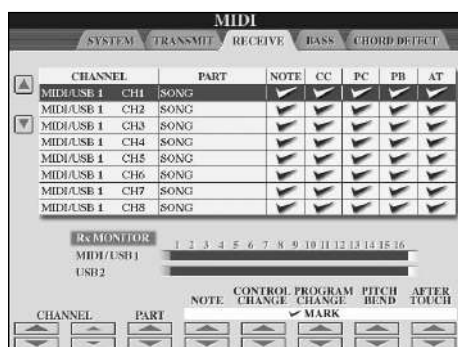 MIDI
SYSTEM TRANSMIT RECEIVE BASS CHORD DETECT
CHANNEL PART NOTE CC PC PB AT
MIDI/USB 1 CH1 SONG
MIDI/USB 1 CH2 SONG
MIDI/USB 1 CH3 SONG
MIDI/USB 1 CH4 SONG
MIDI/USB 1 CH5 SONG
MIDI/USB 1 CH6 SONG
MIDI/USB 1 CH7 SONG
MIDI/USB 1 CH8 SONG
Rx MONITOR 1 2 3 4 5 6 7 8 9 10 11 12 13 14 15 16
MIDI/USB1
USB2
CHANNEL PART NOTE CONTROL CHANGE PROGRAM CHANGE PITCH BEND AFTER TOUCH
MARK